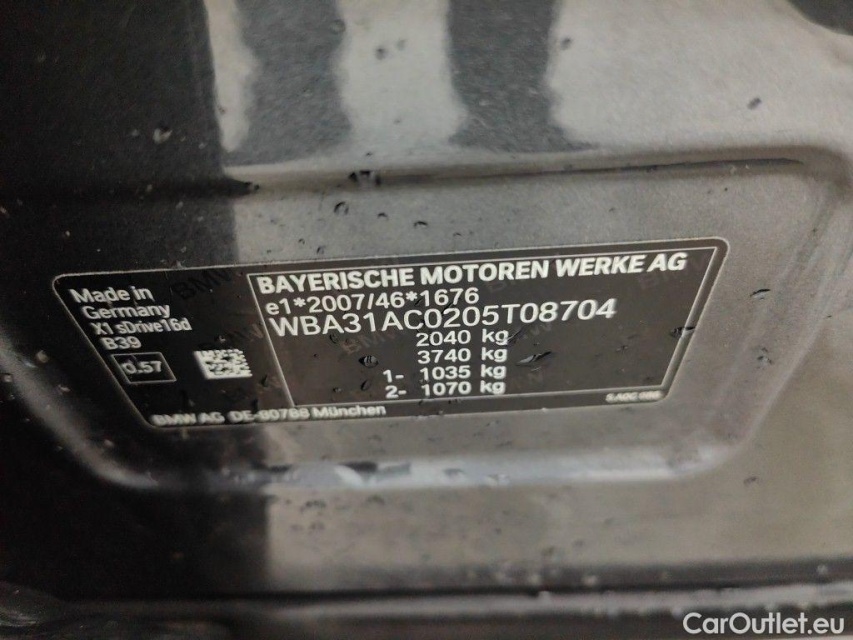 Made in
Germany
X1 sDrive16d
B39
0.57
BAYERISCHE MOTOREN WERKE AG
e1*2007/46*1676
WBA31AC0205T08704
2040 kg
3740 kg
1- 1035 kg
2- 1070 kg
BMW AG DE-80788 München
CarOutlet.eu